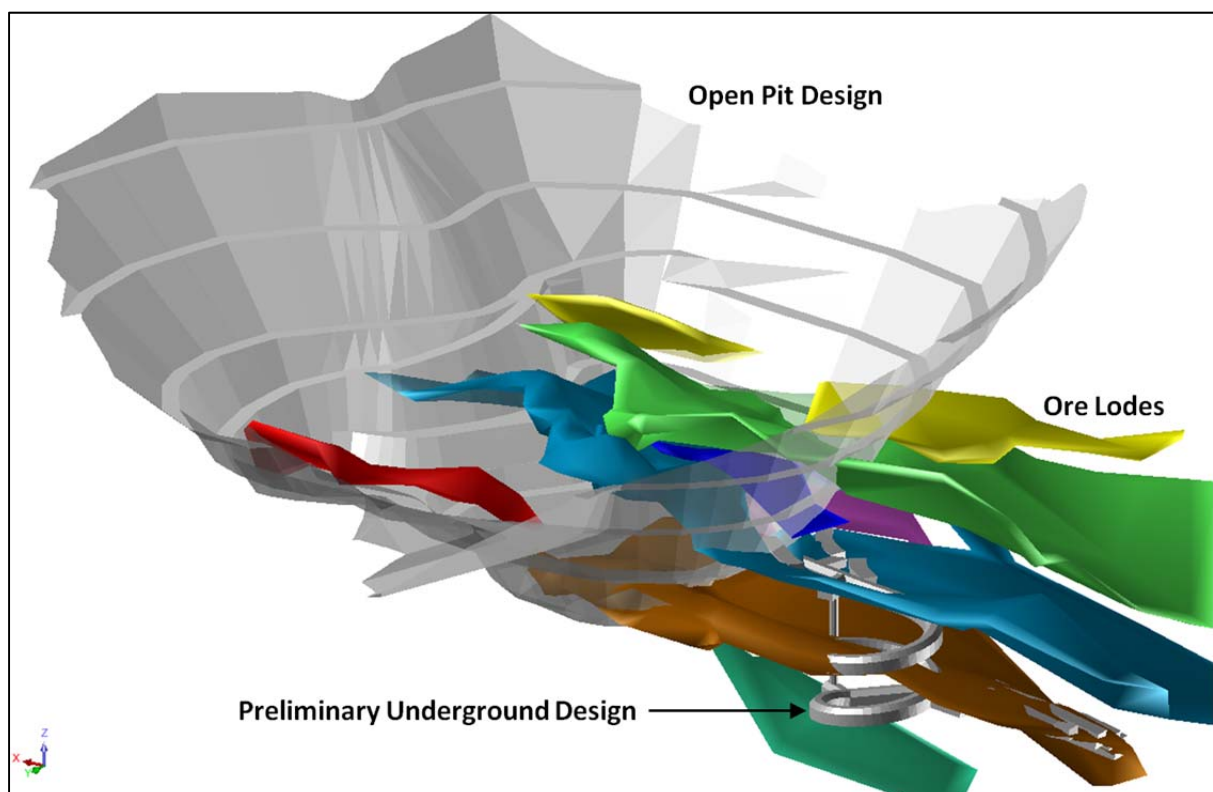 Open Pit Design
Ore Lodes
Preliminary Underground Design
Z
X
Y